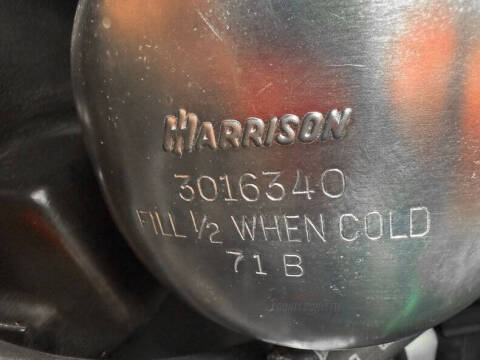 HARRISON
3016340
FILL 1/2 WHEN COLD
71 B